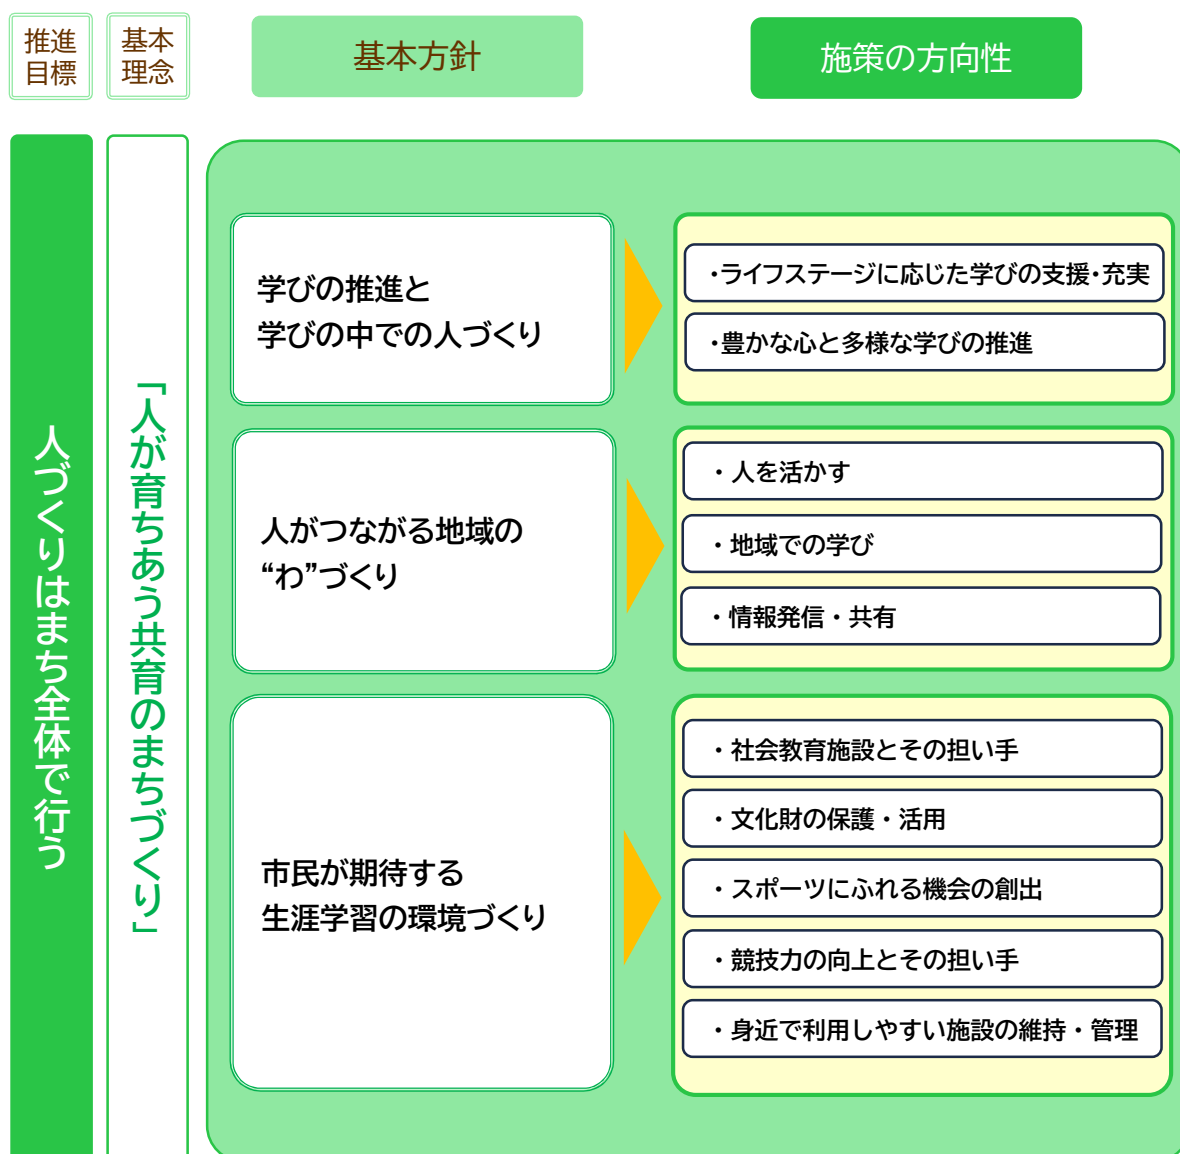 推進
目標
基本
理念
基本方針
施策の方向性
人づくりはまち全体で行う
「人が育ちあう共育のまちづくり」
学びの推進と
学びの中での人づくり
・ライフステージに応じた学びの支援・充実
・豊かな心と多様な学びの推進
人がつながる地域の
“わ”づくり
・人を活かす
・地域での学び
・情報発信・共有
市民が期待する
生涯学習の環境づくり
・社会教育施設とその担い手
・文化財の保護・活用
・スポーツにふれる機会の創出
・競技力の向上とその担い手
・身近で利用しやすい施設の維持・管理